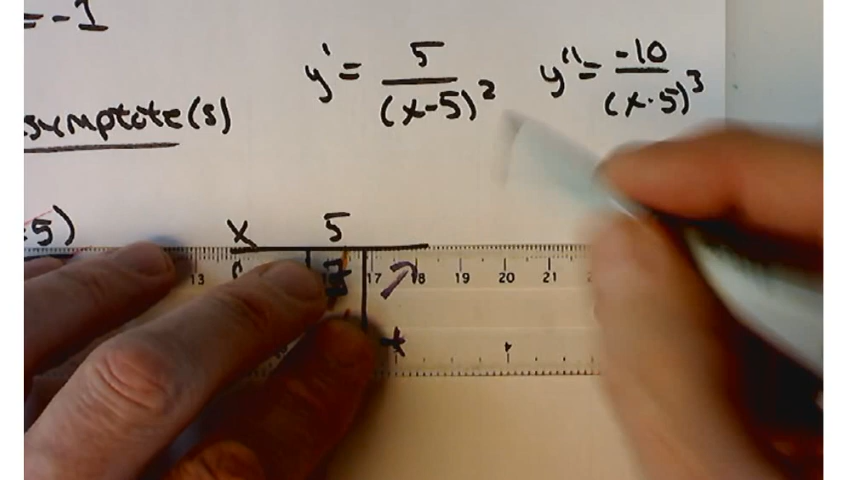 =-1
y' = 5/(x-5)² y'' = -10/(x-5)³
symptote(s)
5) x 5
13 17 18 19 20 21